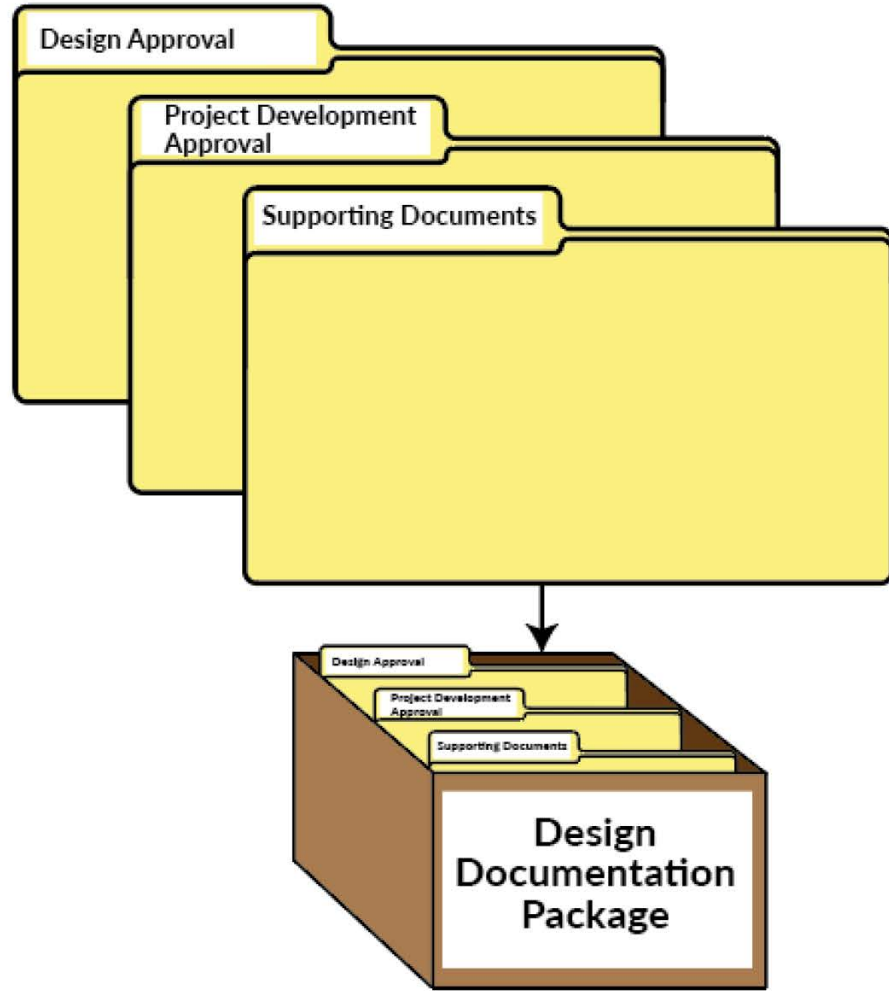 Design Approval
Project Development
Approval
Supporting Documents
Design Approval
Project Development
Approval
Supporting Documents
Design
Documentation
Package